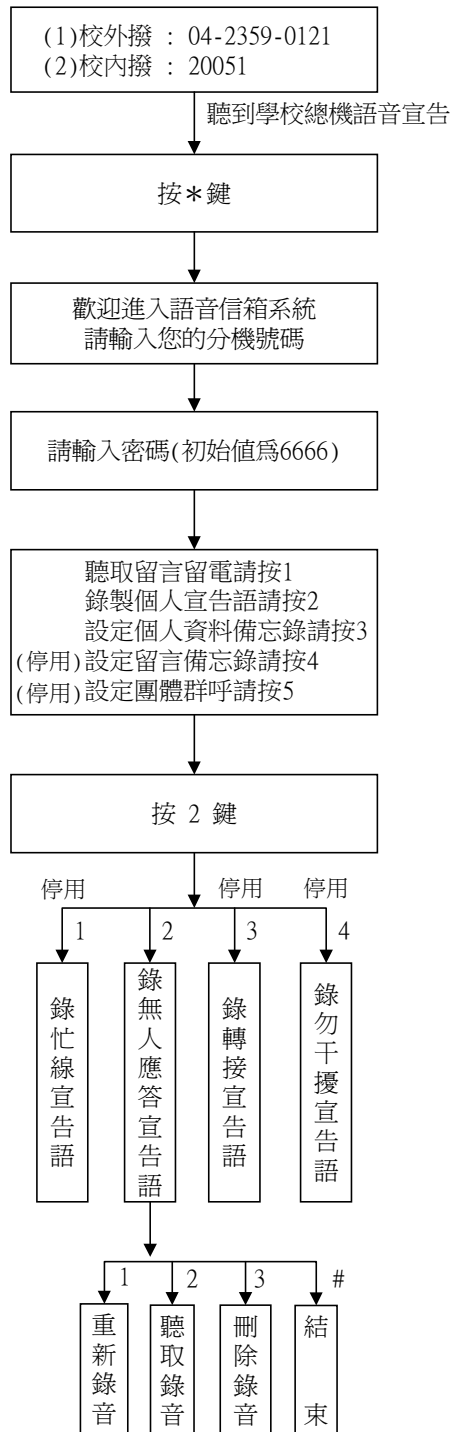 (1)校外撥 : 04-2359-0121
(2)校內撥 : 20051
聽到學校總機語音宣告
按＊鍵
歡迎進入語音信箱系統
請輸入您的分機號碼
請輸入密碼(初始值爲6666)
聽取留言留電請按1
錄製個人宣告語請按2
設定個人資料備忘錄請按3
(停用)設定留言備忘錄請按4
(停用)設定團體群呼請按5
按 2 鍵
停用 停用 停用
1 2 3 4
錄忙線宣告語
錄無人應答宣告語
錄轉接宣告語
錄勿干擾宣告語
1 2 3 #
重新錄音
聽取錄音
刪除錄音
結束